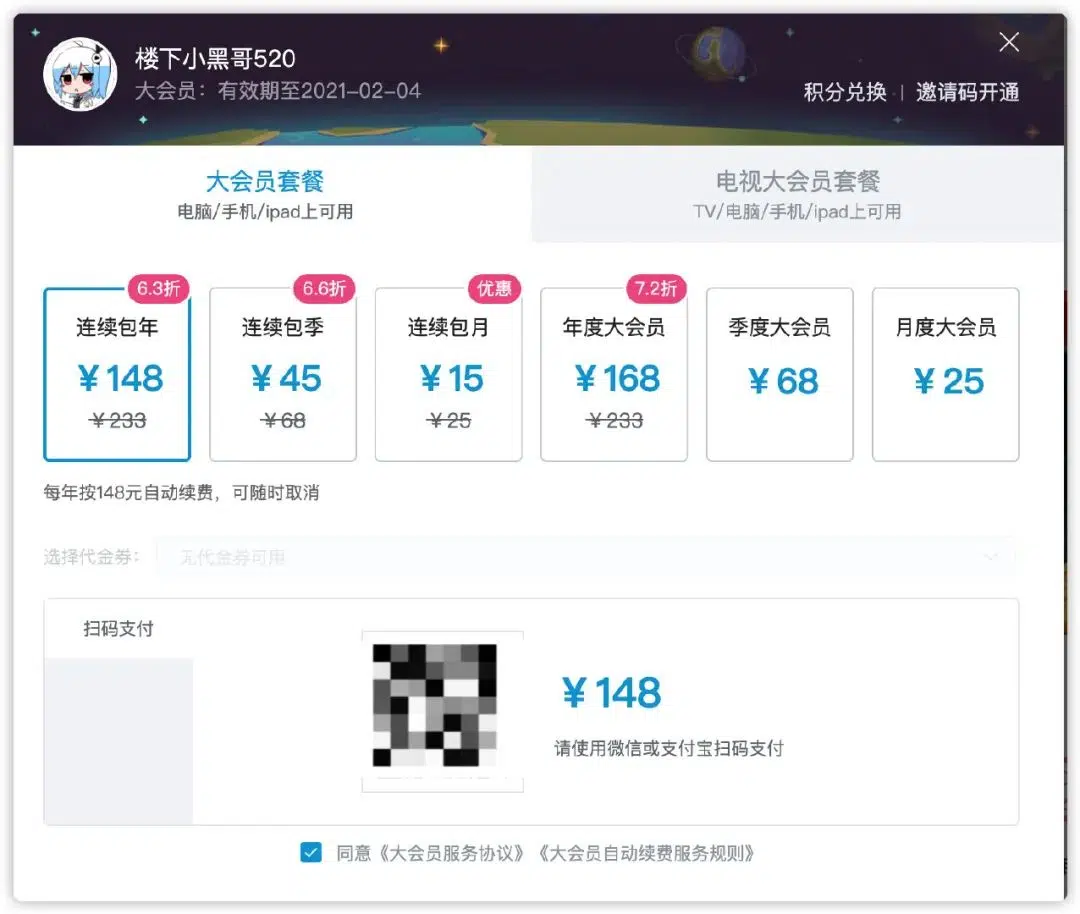 楼下小黑哥520
大会员：有效期至2021-02-04
积分兑换 | 邀请码开通
大会员套餐
电脑/手机/ipad上可用
电视大会员套餐
TV/电脑/手机/ipad上可用
6.3折
连续包年
¥148
¥233
6.6折
连续包季
¥45
¥68
优惠
连续包月
¥15
¥25
7.2折
年度大会员
¥168
¥233
季度大会员
¥68
月度大会员
¥25
每年按148元自动续费，可随时取消
选择代金券：
无代金券可用
扫码支付
¥148
请使用微信或支付宝扫码支付
同意《大会员服务协议》《大会员自动续费服务规则》